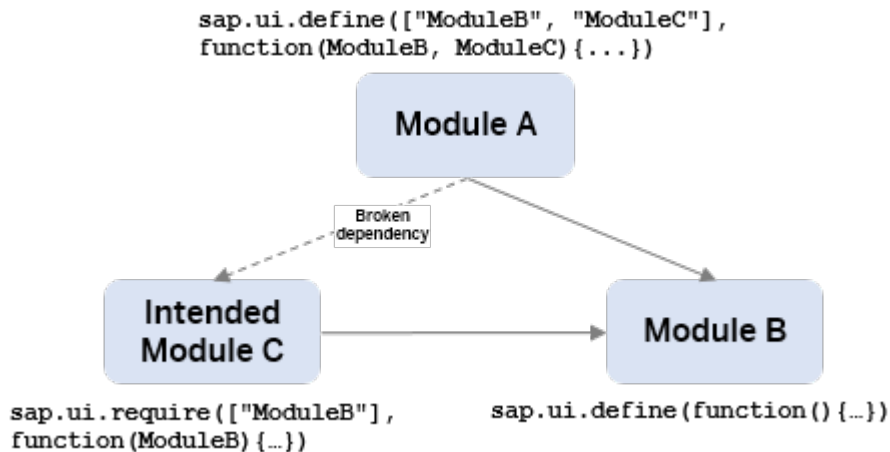 sap.ui.define(["ModuleB", "ModuleC"],
function(ModuleB, ModuleC){...})
Module A
Broken
dependency
Intended
Module C
Module B
sap.ui.require(["ModuleB"],
function(ModuleB){…})
sap.ui.define(function(){…})